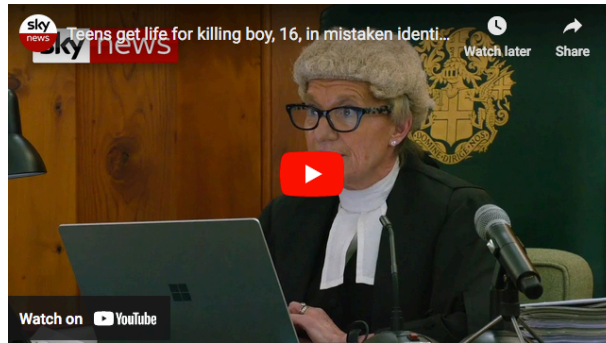 sky
news
Teens get life for killing boy, 16, in mistaken identi...
Watch later
Share
sky news
Watch on YouTube